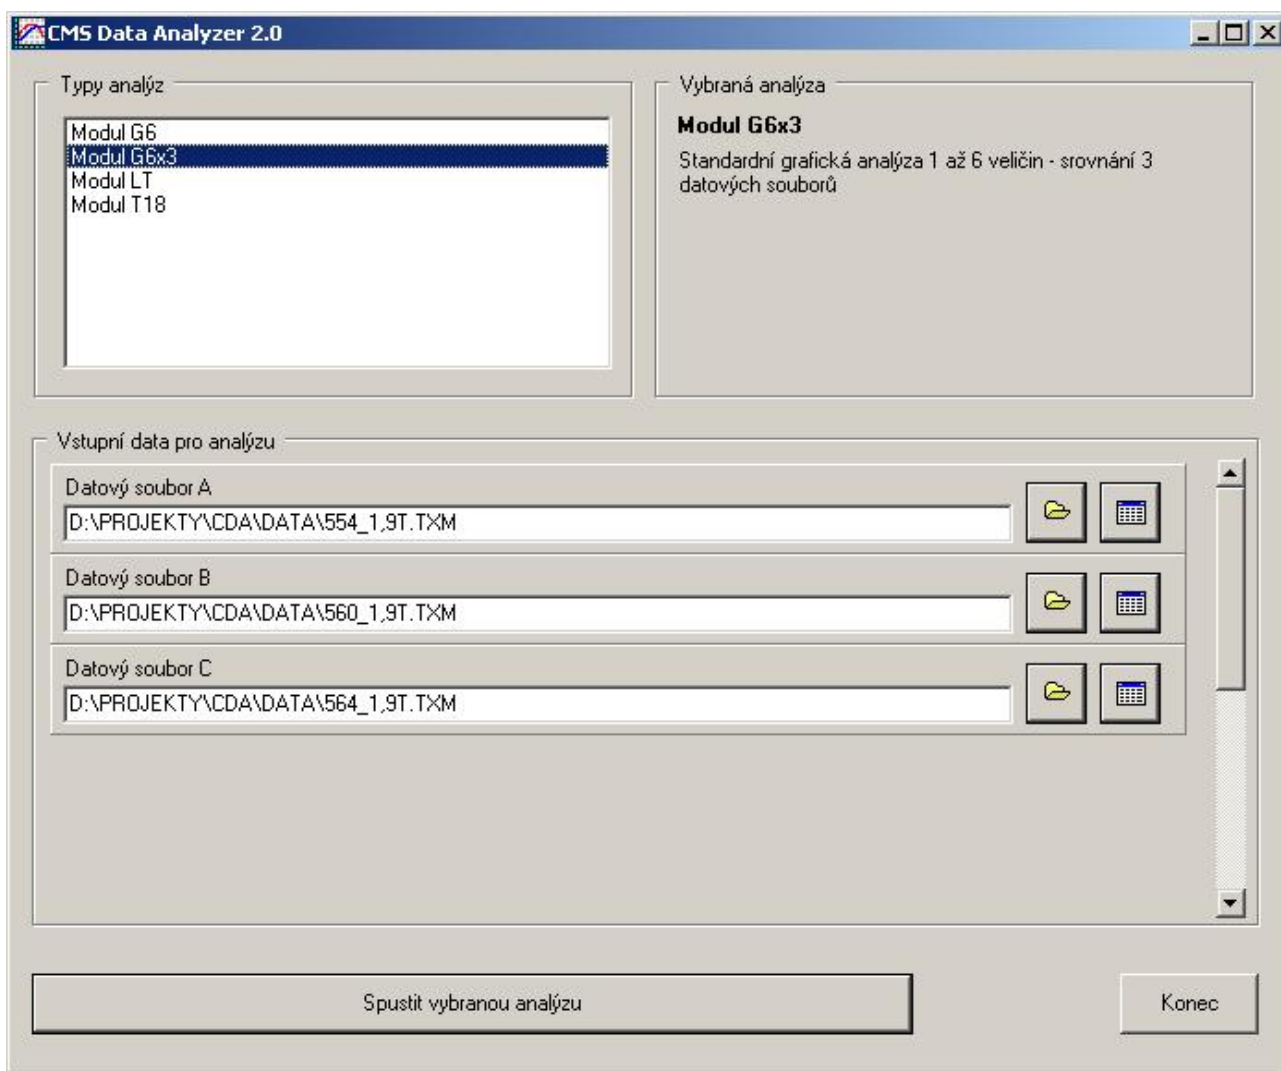 CMS Data Analyzer 2.0
Typy analýz
Modul G6
Modul G6x3
Modul LT
Modul T18
Vybraná analýza
Modul G6x3
Standardní grafická analýza 1 až 6 veličin - srovnání 3
datových souborů
Vstupní data pro analýzu
Datový soubor A
D:\PROJEKTY\CDA\DATA\554_1,9T.TXM
Datový soubor B
D:\PROJEKTY\CDA\DATA\560_1,9T.TXM
Datový soubor C
D:\PROJEKTY\CDA\DATA\564_1,9T.TXM
Spustit vybranou analýzu
Konec